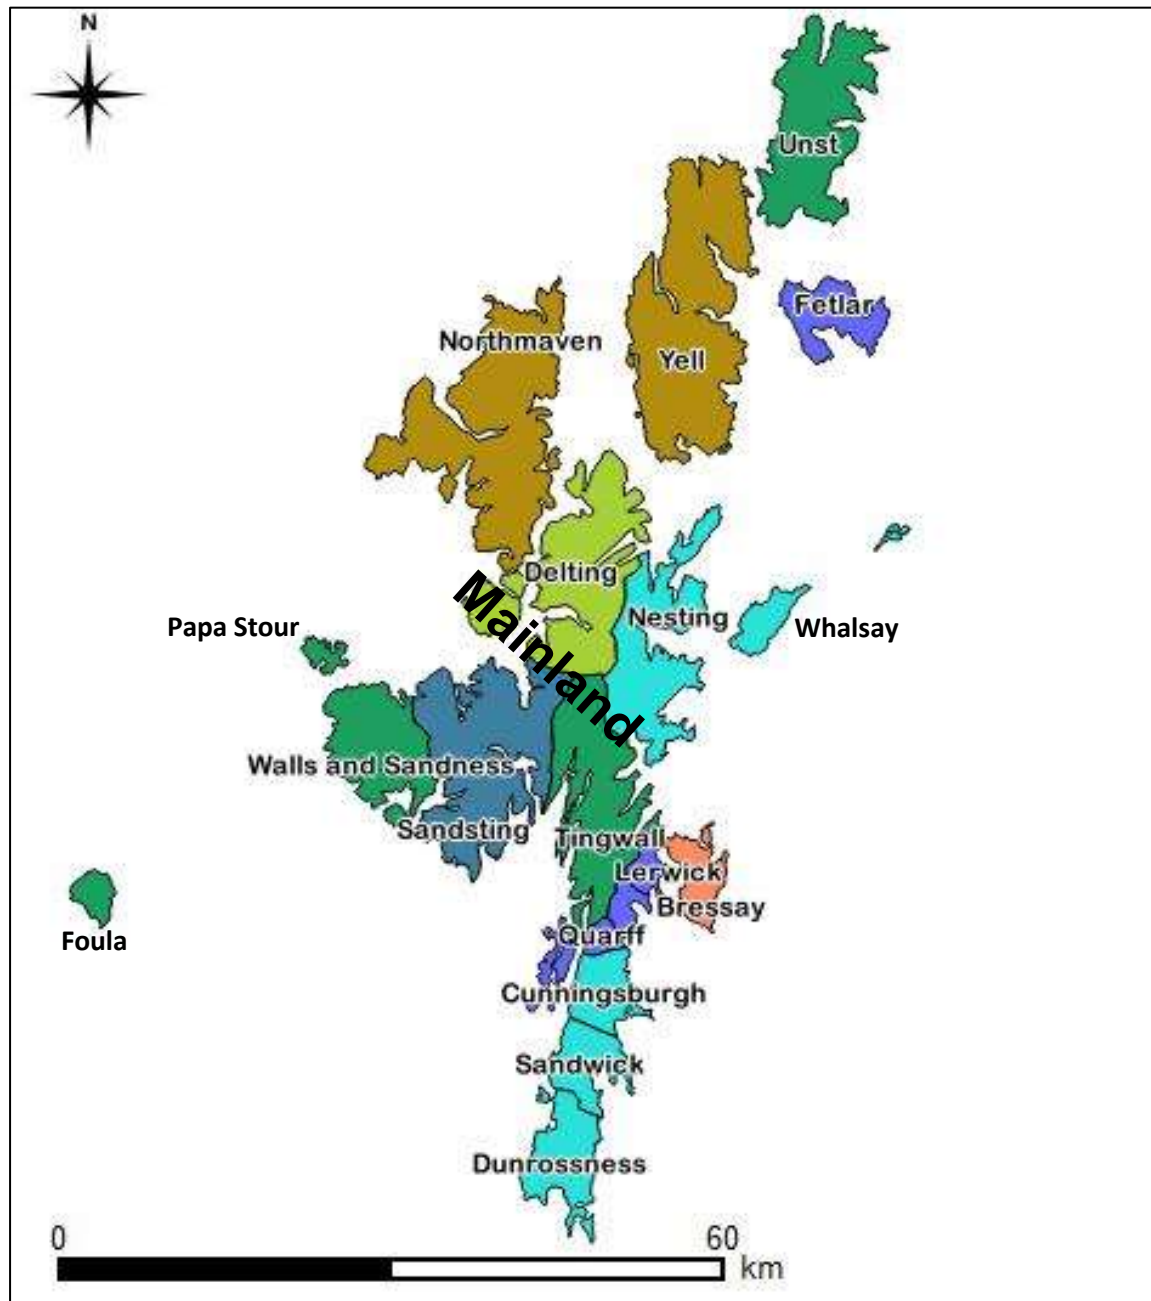 N
Unst
Fetlar
Northmaven
Yell
Delting
Mainland
Nesting
Papa Stour
Whalsay
Walls and Sandness
Sandsting
Tingwall
Lerwick
Bressay
Foula
Quarff
Cunningsburgh
Sandwick
Dunrossness
0 60
km